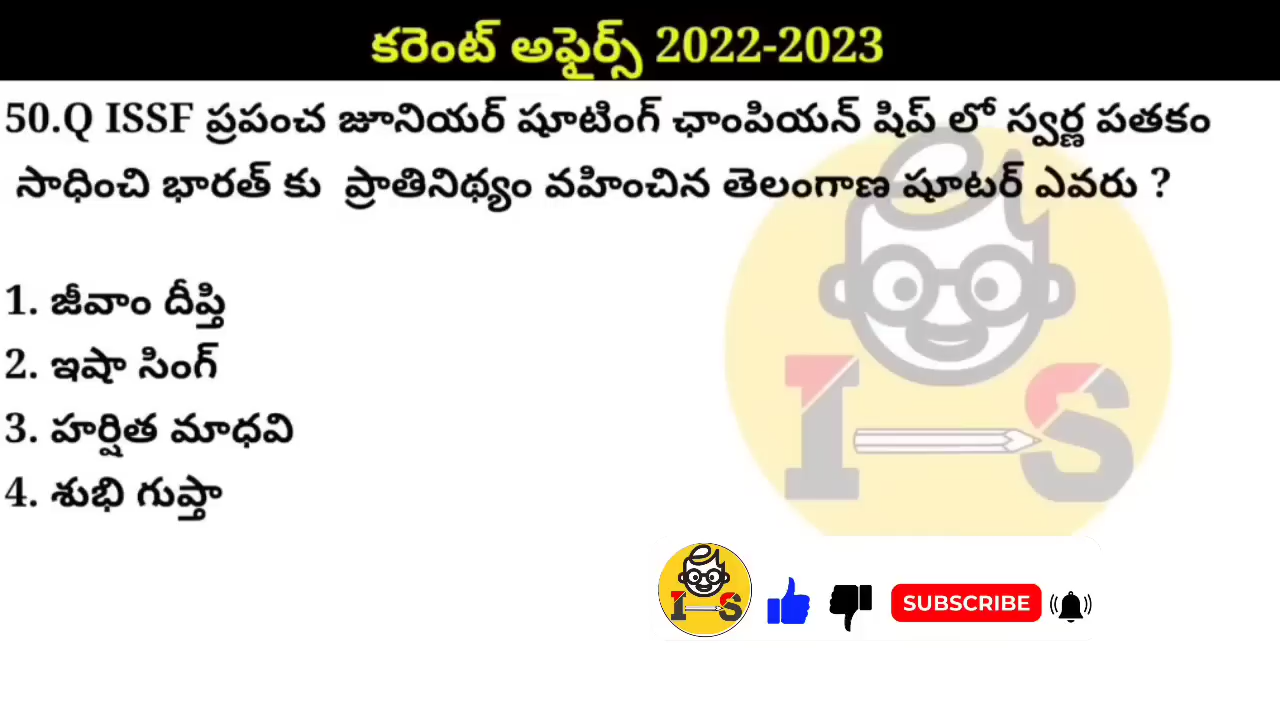 కరెంట్ అఫైర్స్ 2022-2023
50.Q ISSF ప్రపంచ జూనియర్ షూటింగ్ ఛాంపియన్ షిప్ లో స్వర్ణ పతకం
సాధించి భారత్ కు ప్రాతినిధ్యం వహించిన తెలంగాణ షూటర్ ఎవరు ?
1. జీవాం దీప్తి
2. ఇషా సింగ్
3. హర్షిత మాధవి
4. శుభి గుప్తా
I S
I S
SUBSCRIBE